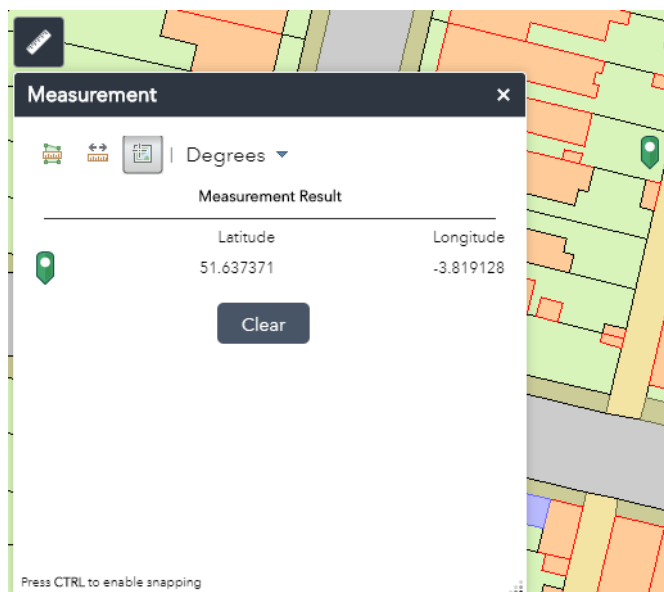 Measurement ×
| Degrees
Measurement Result
Latitude Longitude
51.637371 -3.819128
Clear
Press CTRL to enable snapping